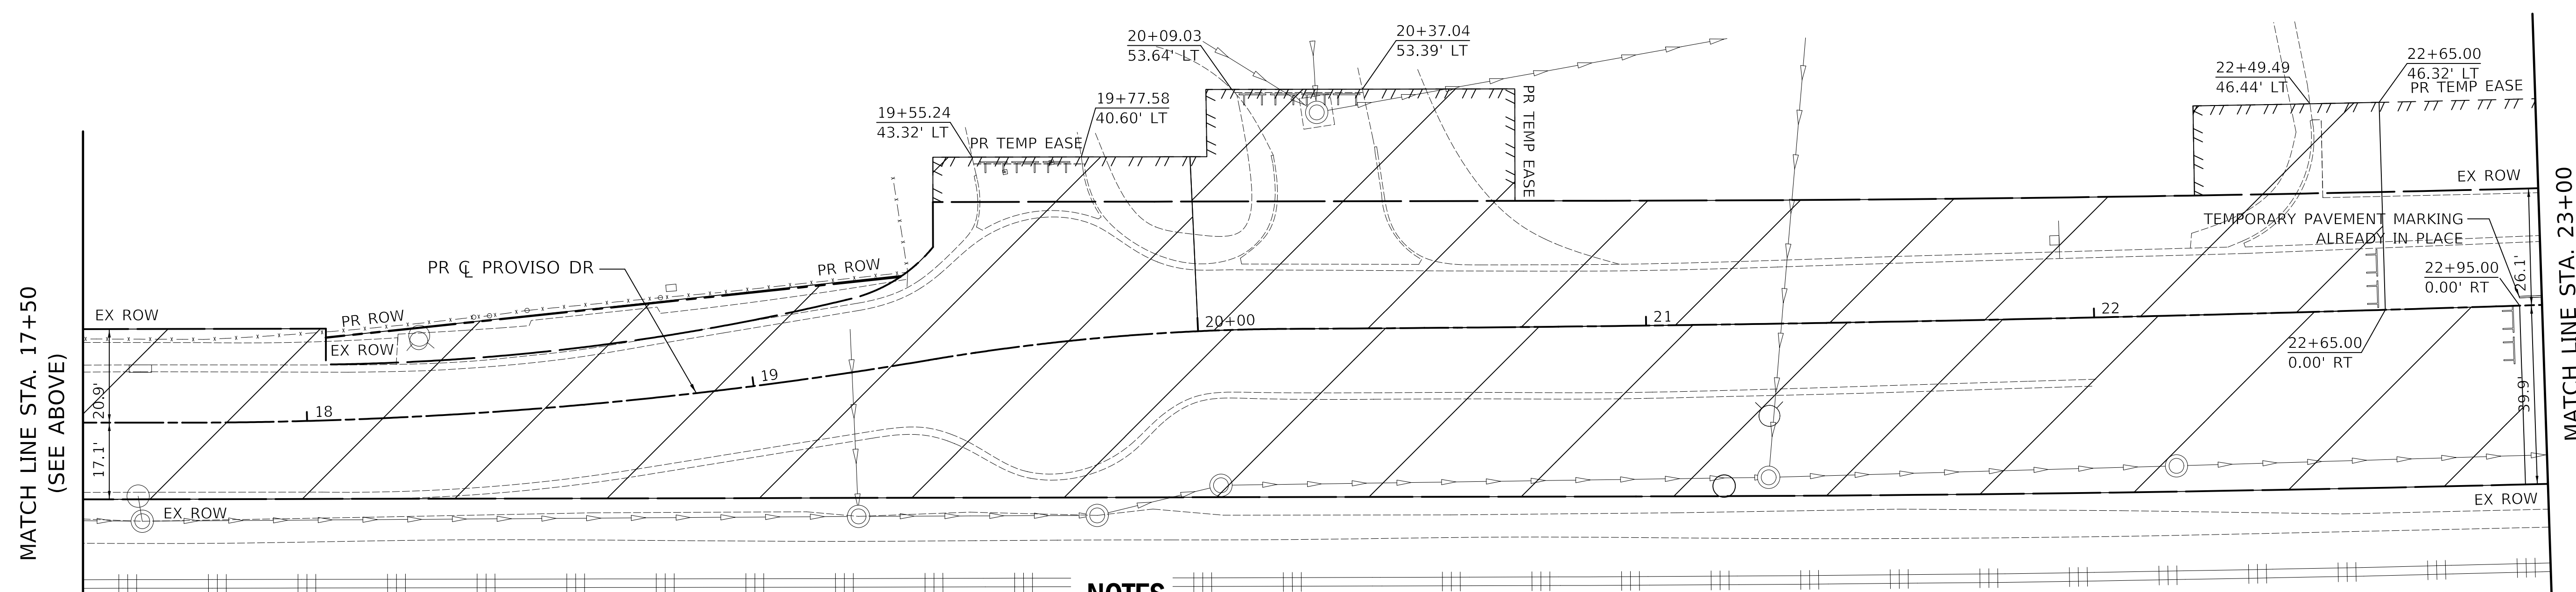 20+09.03
53.64' LT
20+37.04
53.39' LT
22+49.49
46.44' LT
22+65.00
46.32' LT
PR TEMP EASE
19+55.24
43.32' LT
19+77.58
40.60' LT
PR TEMP EASE
PR TEMP EASE
EX ROW
TEMPORARY PAVEMENT MARKING
ALREADY IN PLACE
PR ℄ PROVISO DR
PR ROW
22+95.00
0.00' RT
26.1'
EX ROW
PR ROW
EX ROW
20+00
21
22
22+65.00
0.00' RT
19
18
20.9'
17.1'
39.9'
EX ROW
EX ROW
MATCH LINE STA. 17+50
(SEE ABOVE)
MATCH LINE STA. 23+00
NOTES